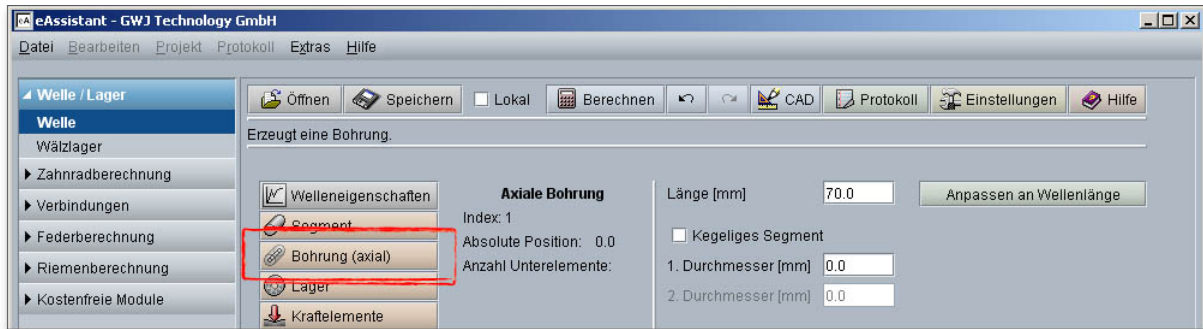 eA eAssistant - GWJ Technology GmbH
Datei Bearbeiten Projekt Protokoll Extras Hilfe
Welle / Lager
Welle
Wälzlager
Zahnradberechnung
Verbindungen
Federberechnung
Riemenberechnung
Kostenfreie Module
Öffnen Speichern Lokal Berechnen CAD Protokoll Einstellungen Hilfe
Erzeugt eine Bohrung.
Welleneigenschaften
Segment
Bohrung (axial)
Lager
Kraftelemente
Axiale Bohrung
Index: 1
Absolute Position: 0.0
Anzahl Unterelemente:
Länge [mm] 70.0 Anpassen an Wellenlänge
Kegeliges Segment
1. Durchmesser [mm] 0.0
2. Durchmesser [mm] 0.0